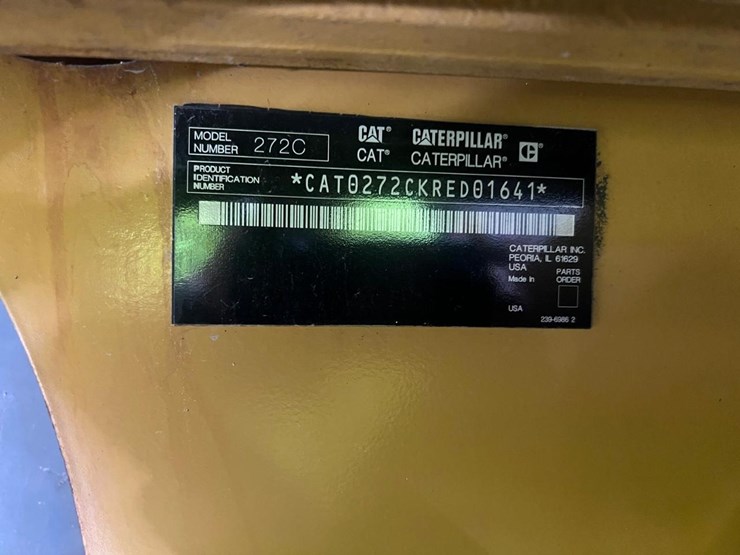 MODEL NUMBER 272C
CAT® CATERPILLAR®
CAT® CATERPILLAR®
PRODUCT IDENTIFICATION NUMBER *CAT0272CKRED01641*
CATERPILLAR INC.
PEORIA, IL 61629
USA
PARTS ORDER
Made in
USA
239-6986 2